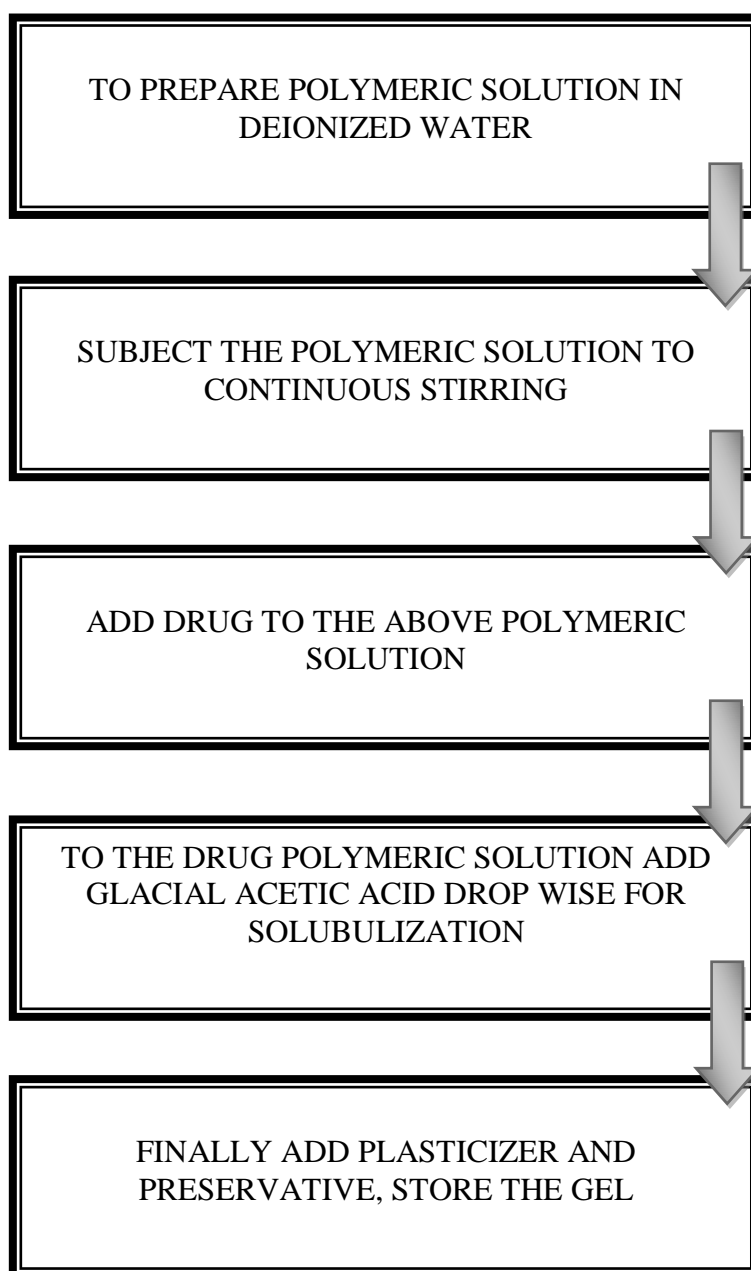 TO PREPARE POLYMERIC SOLUTION IN
DEIONIZED WATER
SUBJECT THE POLYMERIC SOLUTION TO
CONTINUOUS STIRRING
ADD DRUG TO THE ABOVE POLYMERIC
SOLUTION
TO THE DRUG POLYMERIC SOLUTION ADD
GLACIAL ACETIC ACID DROP WISE FOR
SOLUBULIZATION
FINALLY ADD PLASTICIZER AND
PRESERVATIVE, STORE THE GEL